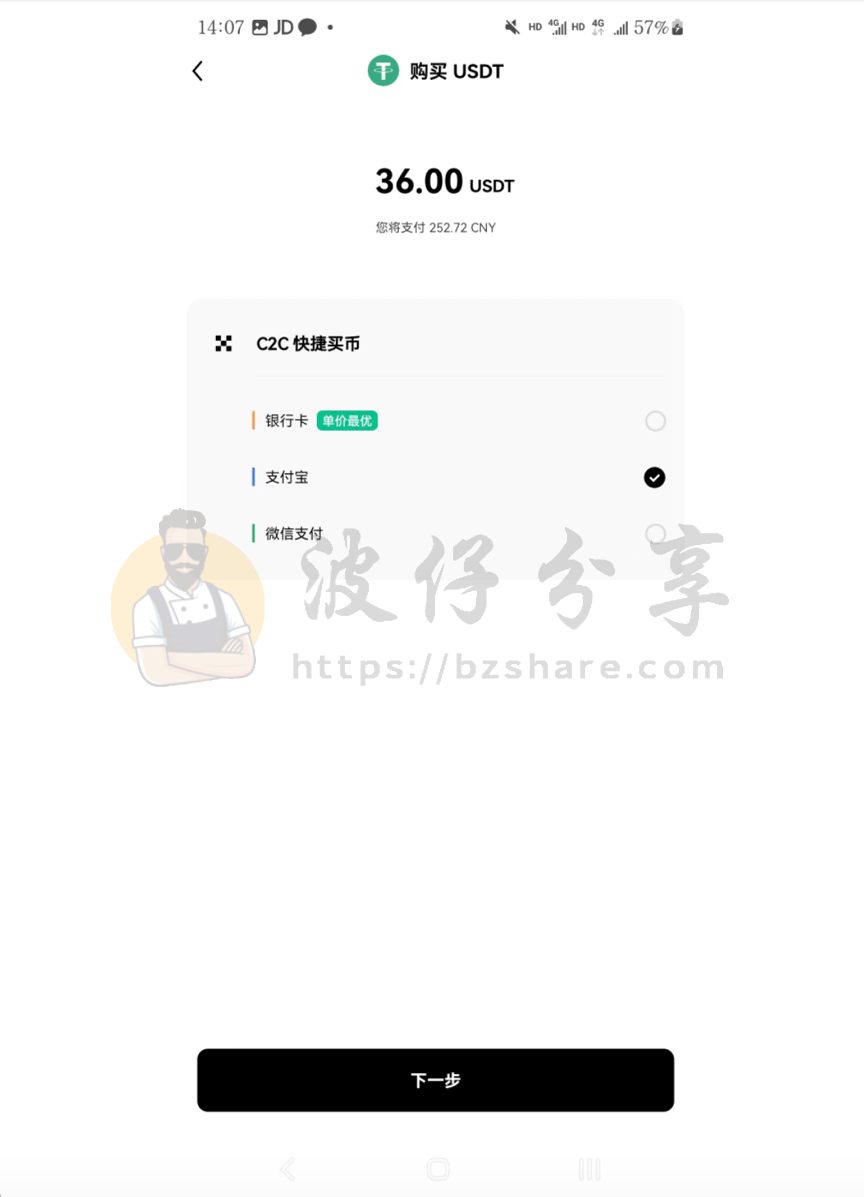 14:07 JD HD 4G HD 4G 57%
购买 USDT
36.00 USDT
您将支付 252.72 CNY
C2C 快捷买币
银行卡 单价最优
支付宝
微信支付
波仔分享
https://bzshare.com
下一步